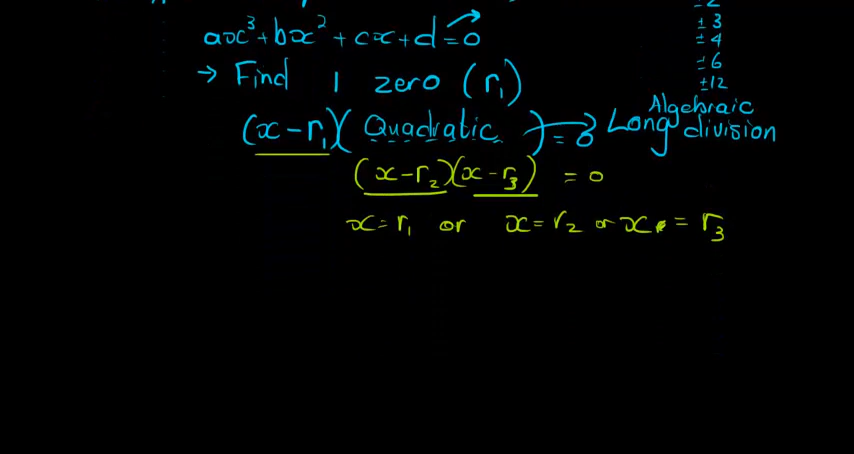 ± 2
ax³ + bx² + cx + d = 0
± 3
± 4
→ Find 1 zero (r₁)
± 6
± 12
(x − r₁)( Quadratic ) = 0
Algebraic
Long division
(x − r₂)(x − r₃) = 0
x = r₁ or x = r₂ or x = r₃